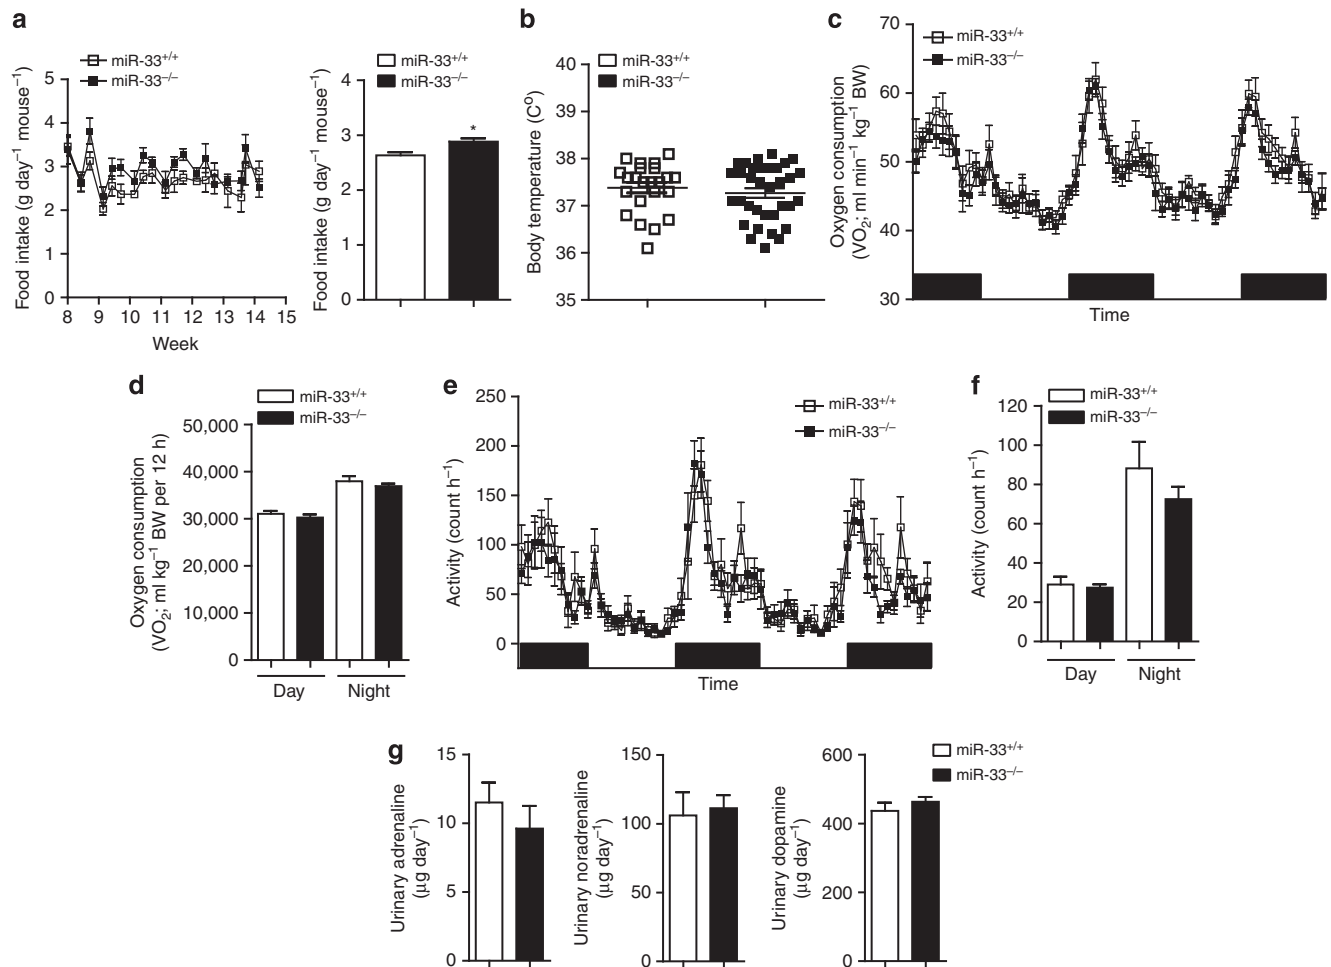 a
miR-33+/+
miR-33−/−
Food intake (g day−1 mouse−1)
5
4
3
2
1
0
8 9 10 11 12 13 14 15
Week
miR-33+/+
miR-33−/−
Food intake (g day−1 mouse−1)
4
3
2
1
0
*
b
miR-33+/+
miR-33−/−
Body temperature (Cº)
40
39
38
37
36
35
c
miR-33+/+
miR-33−/−
Oxygen consumption
(VO2; ml min−1 kg−1 BW)
70
60
50
40
30
Time
d
miR-33+/+
miR-33−/−
Oxygen consumption
(VO2; ml kg−1 BW per 12 h)
50,000
40,000
30,000
20,000
10,000
0
Day Night
e
miR-33+/+
miR-33−/−
Activity (count h−1)
250
200
150
100
50
0
Time
f
miR-33+/+
miR-33−/−
Activity (count h−1)
120
100
80
60
40
20
0
Day Night
g
Urinary adrenaline
(μg day−1)
15
10
5
0
Urinary noradrenaline
(μg day−1)
150
100
50
0
Urinary dopamine
(μg day−1)
600
400
200
0
miR-33+/+
miR-33−/−